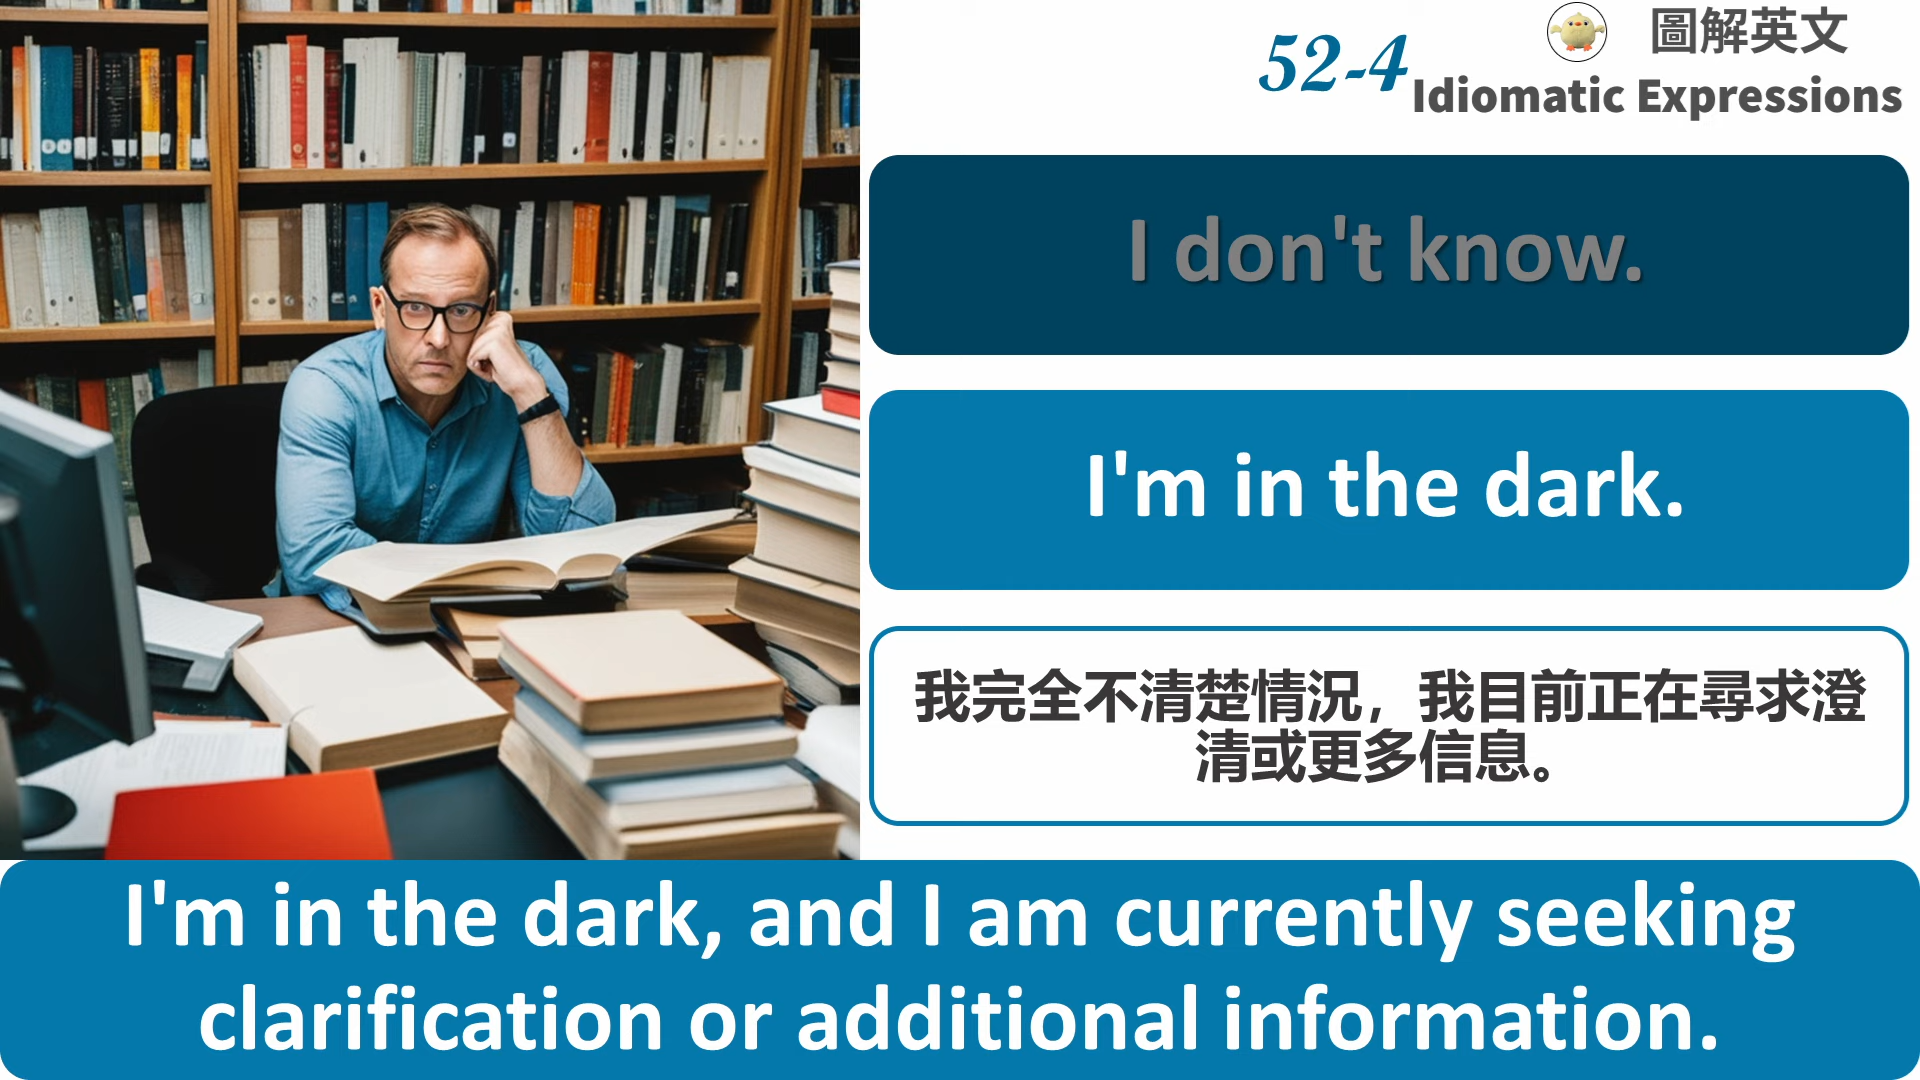 52-4
圖解英文
Idiomatic Expressions
I don't know.
I'm in the dark.
我完全不清楚情況，我目前正在尋求澄
清或更多信息。
I'm in the dark, and I am currently seeking
clarification or additional information.